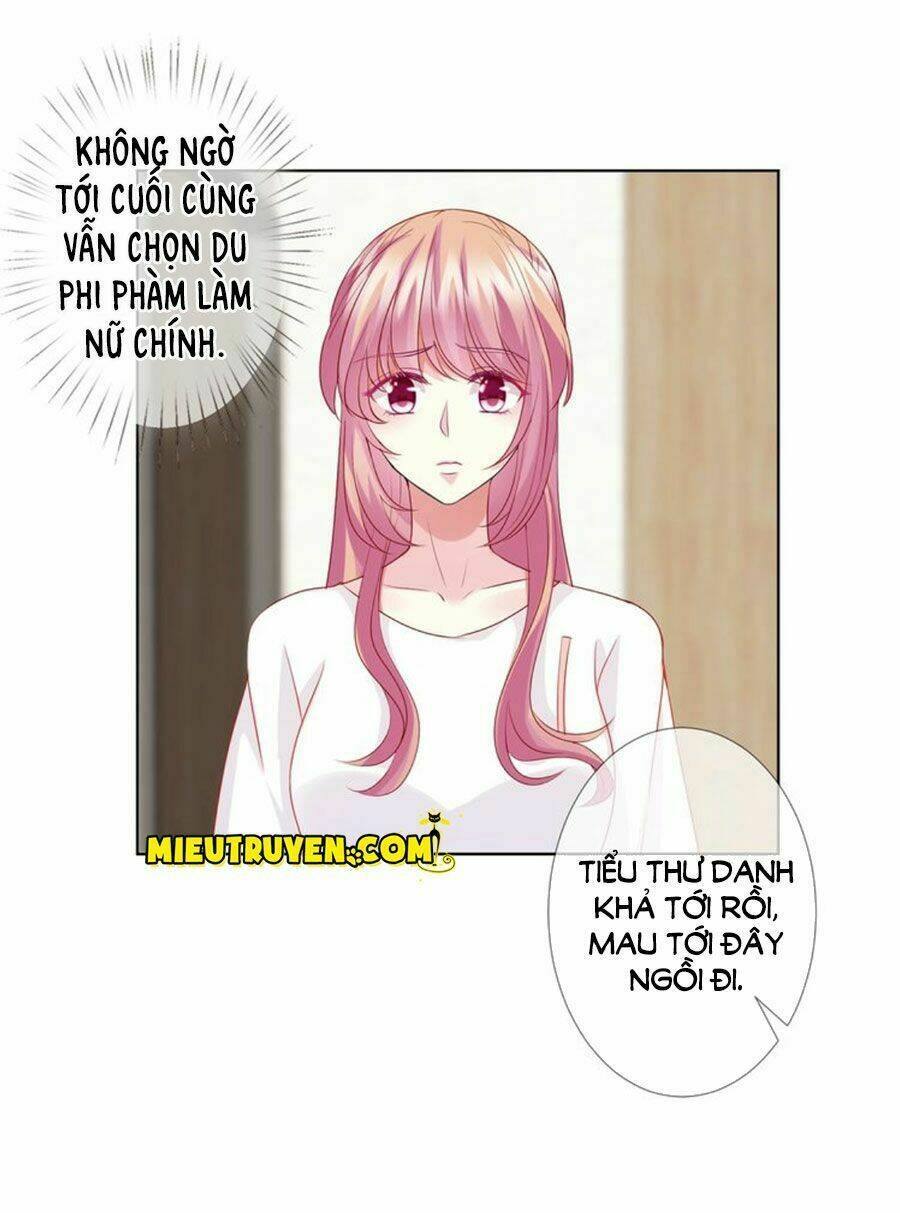 KHÔNG NGỜ
TỚI CUỐI CÙNG
VẪN CHỌN DU
PHI PHÀM LÀM
NỮ CHÍNH.
MIEUTRUYEN.COM
TIỂU THƯ DANH
KHẢ TỚI RỒI,
MAU TỚI ĐÂY
NGỒI ĐI.